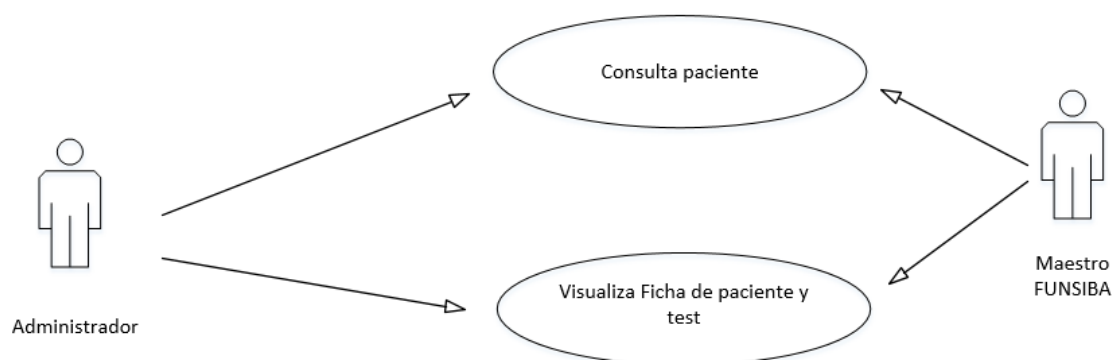 Consulta paciente
Maestro
FUNSIBA
Visualiza Ficha de paciente y
test
Administrador